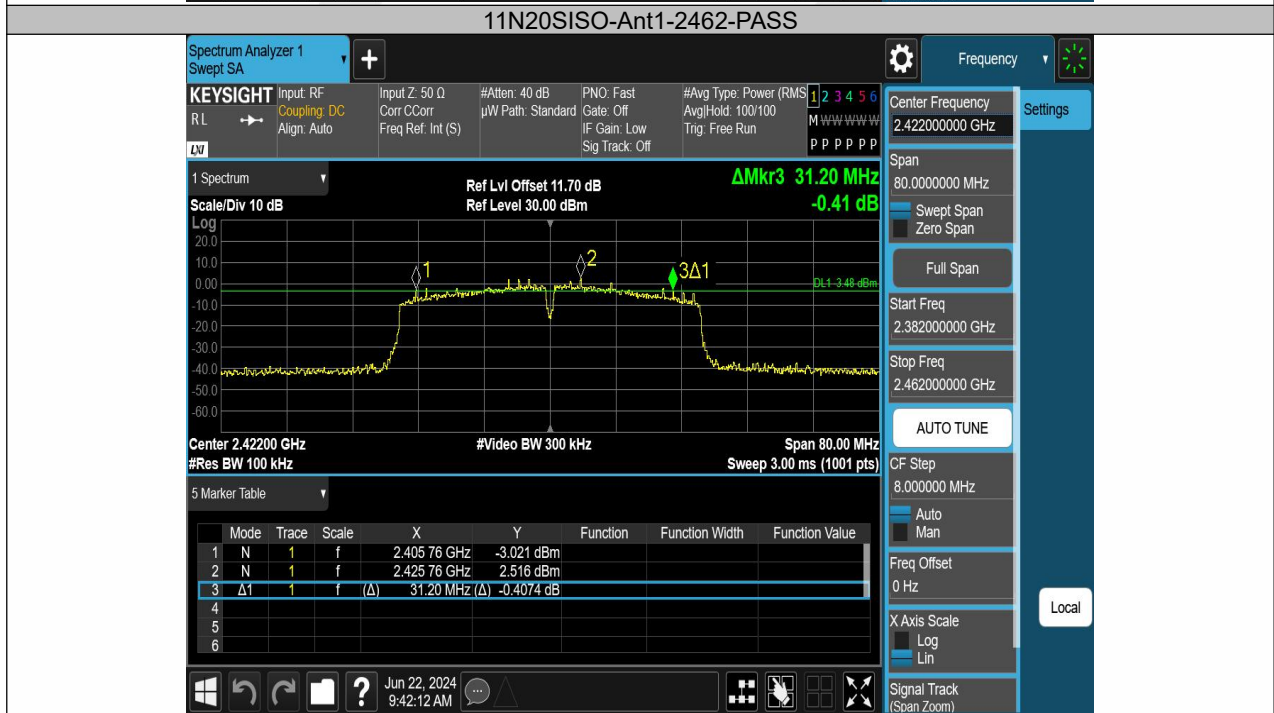 11N20SISO-Ant1-2462-PASS
Spectrum Analyzer 1
Swept SA
+
Frequency
KEYSIGHT
RL
LXI
Input: RF
Coupling: DC
Align: Auto
Input Z: 50 Ω
Corr CCorr
Freq Ref: Int (S)
#Atten: 40 dB
µW Path: Standard
PNO: Fast
Gate: Off
IF Gain: Low
Sig Track: Off
#Avg Type: Power (RMS
Avg|Hold: 100/100
Trig: Free Run
1 2 3 4 5 6
M W W W W W
P P P P P P
1 Spectrum
Scale/Div 10 dB
Ref Lvl Offset 11.70 dB
Ref Level 30.00 dBm
ΔMkr3 31.20 MHz
-0.41 dB
Log
20.0
10.0
0.00
-10.0
-20.0
-30.0
-40.0
-50.0
-60.0
1
2
3Δ1
DL1 -3.48 dBm
Center 2.42200 GHz
#Video BW 300 kHz
Span 80.00 MHz
#Res BW 100 kHz
Sweep 3.00 ms (1001 pts)
5 Marker Table
Mode Trace Scale X Y Function Function Width Function Value
1 N 1 f 2.405 76 GHz -3.021 dBm
2 N 1 f 2.425 76 GHz 2.516 dBm
3 Δ1 1 f (Δ) 31.20 MHz (Δ) -0.4074 dB
4
5
6
Center Frequency
2.422000000 GHz
Settings
Span
80.0000000 MHz
Swept Span
Zero Span
Full Span
Start Freq
2.382000000 GHz
Stop Freq
2.462000000 GHz
AUTO TUNE
CF Step
8.000000 MHz
Auto
Man
Freq Offset
0 Hz
X Axis Scale
Log
Lin
Local
Signal Track
(Span Zoom)
?
Jun 22, 2024
9:42:12 AM